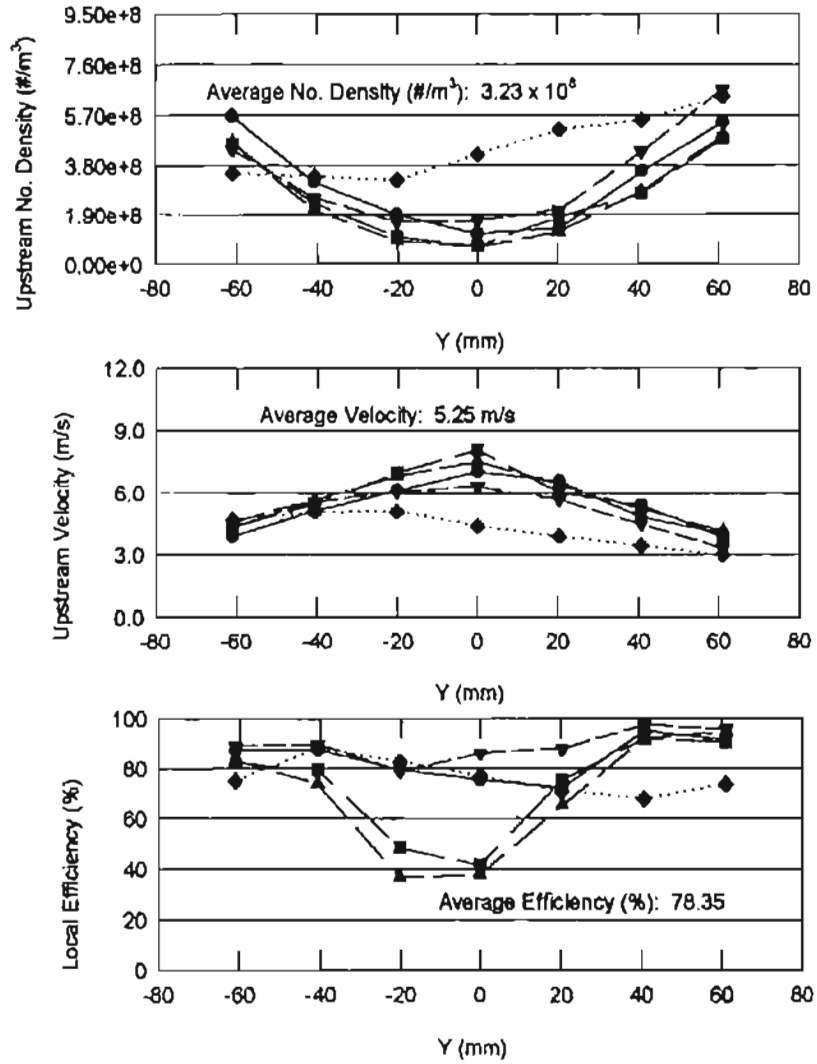 Upstream No. Density (#/m³)
9.50e+8
7.60e+8
5.70e+8
3.80e+8
1.90e+8
0.00e+0
Average No. Density (#/m³): 3.23 x 10⁸
-80 -60 -40 -20 0 20 40 60 80
Y (mm)
Upstream Velocity (m/s)
12.0
9.0
6.0
3.0
0.0
Average Velocity: 5.25 m/s
-80 -60 -40 -20 0 20 40 60 80
Y (mm)
Local Efficiency (%)
100
80
60
40
20
0
Average Efficiency (%): 78.35
-80 -60 -40 -20 0 20 40 60 80
Y (mm)